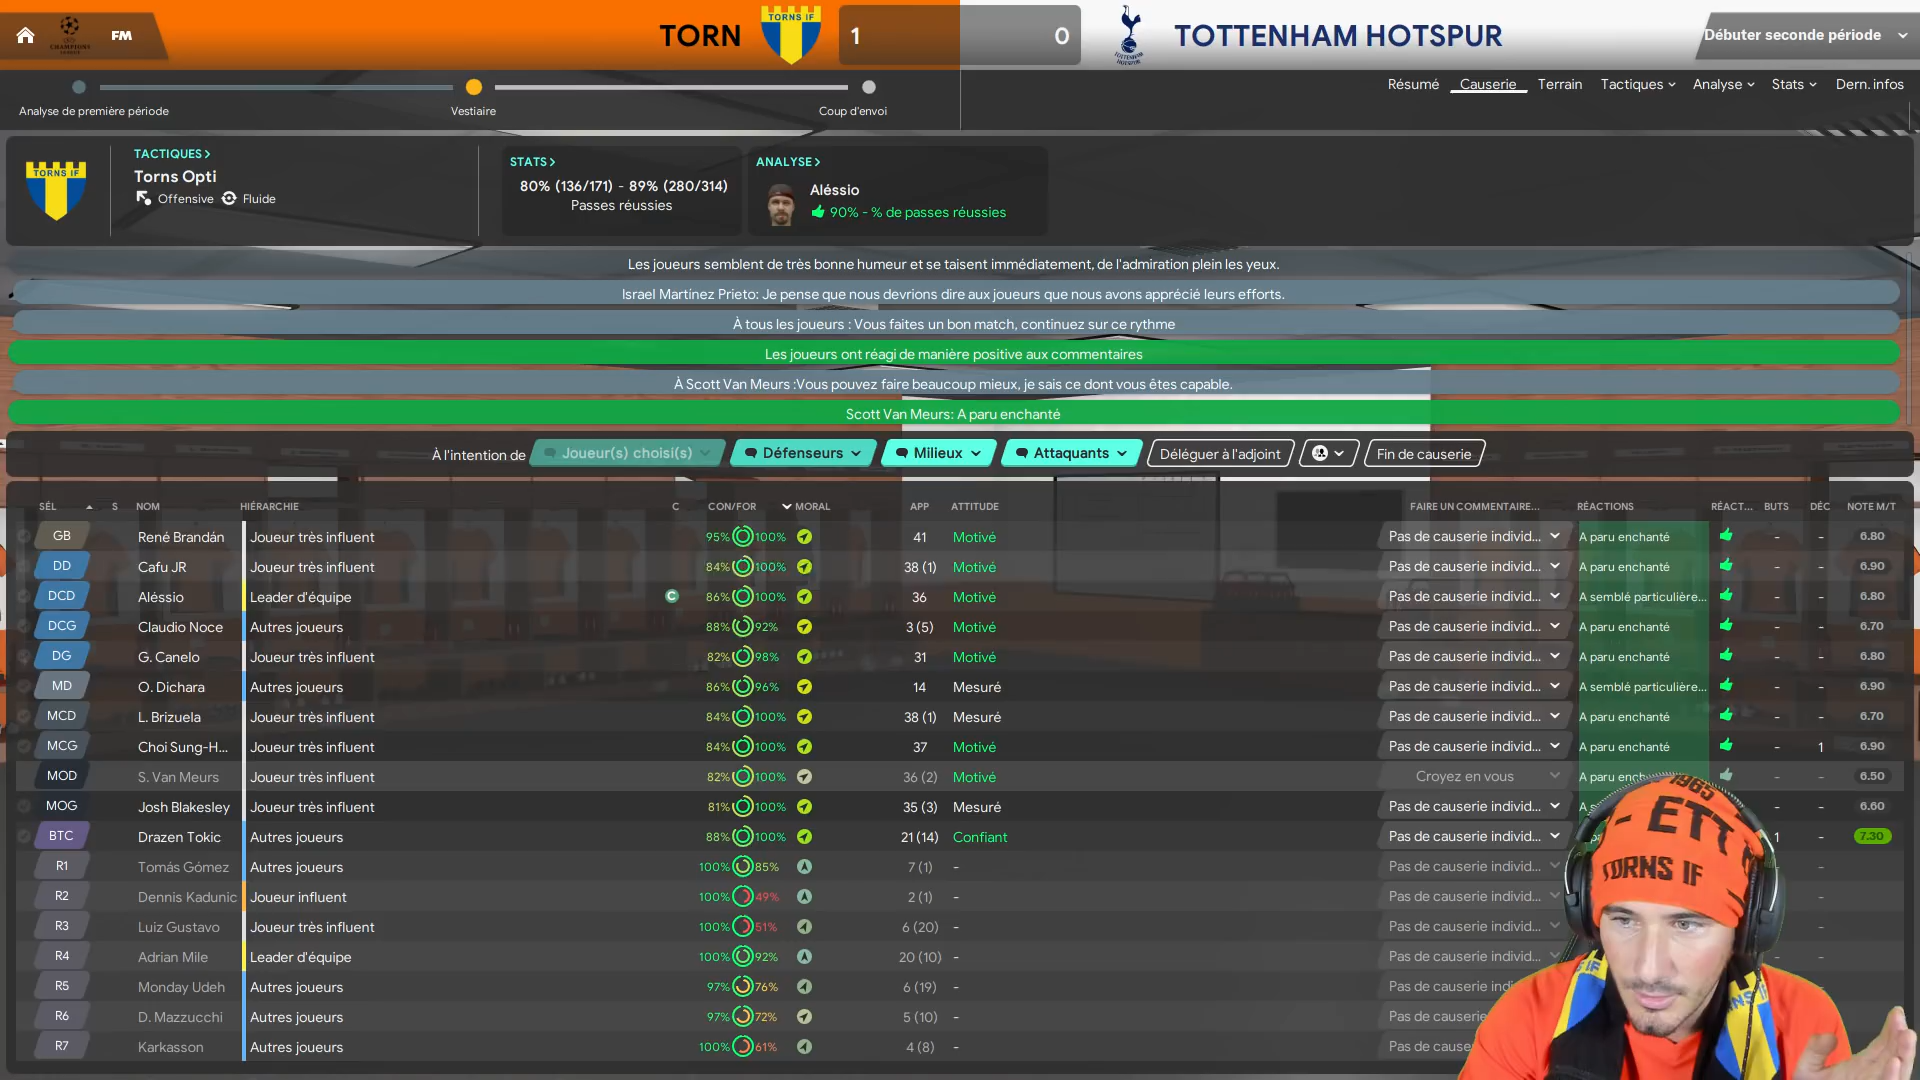 CHAMPIONS LEAGUE
FM
TORN
TORNS IF
1
0
TOTTENHAM HOTSPUR
TOTTENHAM HOTSPUR
Débuter seconde période
Analyse de première période
Vestiaire
Coup d'envoi
Résumé
Causerie
Terrain
Tactiques
Analyse
Stats
Dern. infos
TORNS IF
TACTIQUES
Torns Opti
Offensive
Fluide
STATS
80% (136/171) - 89% (280/314)
Passes réussies
ANALYSE
Aléssio
90% - % de passes réussies
Les joueurs semblent de très bonne humeur et se taisent immédiatement, de l'admiration plein les yeux.
Israel Martínez Prieto: Je pense que nous devrions dire aux joueurs que nous avons apprécié leurs efforts.
À tous les joueurs : Vous faites un bon match, continuez sur ce rythme
Les joueurs ont réagi de manière positive aux commentaires
À Scott Van Meurs :Vous pouvez faire beaucoup mieux, je sais ce dont vous êtes capable.
Scott Van Meurs: A paru enchanté
À l'intention de
Joueur(s) choisi(s)
Défenseurs
Milieux
Attaquants
Déléguer à l'adjoint
Fin de causerie
SÉL S NOM HIÉRARCHIE C CON/FOR MORAL APP ATTITUDE FAIRE UN COMMENTAIRE... RÉACTIONS RÉACT... BUTS DÉC NOTE M/T
GB René Brandán Joueur très influent 95% 100% 41 Motivé Pas de causerie individ... A paru enchanté - - 6.80
DD Cafu JR Joueur très influent 84% 100% 38 (1) Motivé Pas de causerie individ... A paru enchanté - - 6.90
DCD Aléssio Leader d'équipe C 86% 100% 36 Motivé Pas de causerie individ... A semblé particulière... - - 6.80
DCG Claudio Noce Autres joueurs 88% 92% 3 (5) Motivé Pas de causerie individ... A paru enchanté - - 6.70
DG G. Canelo Joueur très influent 82% 98% 31 Motivé Pas de causerie individ... A paru enchanté - - 6.80
MD O. Dichara Autres joueurs 86% 96% 14 Mesuré Pas de causerie individ... A semblé particulière... - - 6.90
MCD L. Brizuela Joueur très influent 84% 100% 38 (1) Mesuré Pas de causerie individ... A paru enchanté - - 6.70
MCG Choi Sung-H... Joueur très influent 84% 100% 37 Motivé Pas de causerie individ... A paru enchanté - 1 6.90
MOD S. Van Meurs Joueur très influent 82% 100% 36 (2) Motivé Croyez en vous A paru ench - 6.50
MOG Josh Blakesley Joueur très influent 81% 100% 35 (3) Mesuré Pas de causerie individ... A s - 6.60
BTC Drazen Tokic Autres joueurs 88% 100% 21 (14) Confiant Pas de causerie individ... 1 - 7.30
R1 Tomás Gómez Autres joueurs 100% 85% 7 (1) - Pas de causerie individ... -
R2 Dennis Kadunic Joueur influent 100% 49% 2 (1) - Pas de causerie individ... -
R3 Luiz Gustavo Joueur très influent 100% 51% 6 (20) - Pas de causerie individ... -
R4 Adrian Mile Leader d'équipe 100% 92% 20 (10) - Pas de causerie individ... -
R5 Monday Udeh Autres joueurs 97% 76% 6 (19) - Pas de causerie indi -
R6 D. Mazzucchi Autres joueurs 97% 72% 5 (10) - Pas de causerie
R7 Karkasson Autres joueurs 100% 61% 4 (8) - Pas de cause
1965
- ETT
TORNS IF